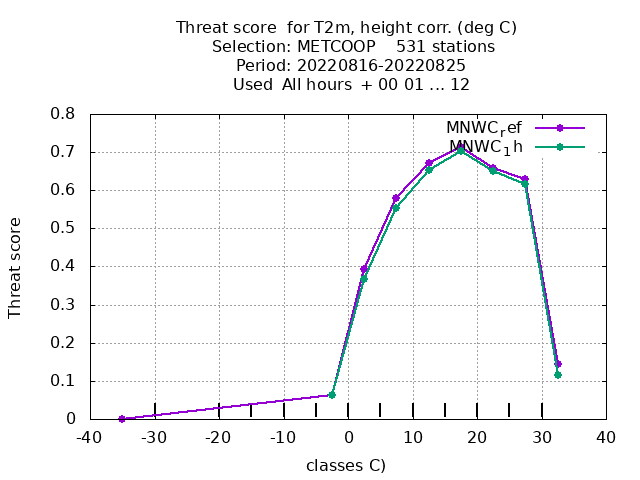 Threat score  for T2m, height corr. (deg C)
Selection: METCOOP    531 stations
Period: 20220816-20220825
Used  All hours  + 00 01 ... 12
MNWC_ref
MNWC_1h
Threat score
0.8
0.7
0.6
0.5
0.4
0.3
0.2
0.1
0
-40 -30 -20 -10 0 10 20 30 40
classes C)